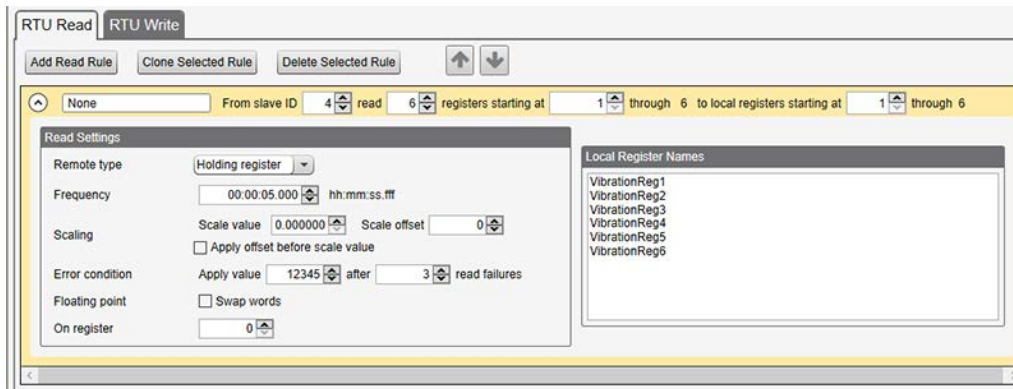 RTU Read RTU Write
Add Read Rule Clone Selected Rule Delete Selected Rule
None From slave ID 4 read 6 registers starting at 1 through 6 to local registers starting at 1 through 6
Read Settings
Remote type Holding register
Frequency 00:00:05.000 hh:mm:ss.fff
Scaling Scale value 0.000000 Scale offset 0
Apply offset before scale value
Error condition Apply value 12345 after 3 read failures
Floating point Swap words
On register 0
Local Register Names
VibrationReg1
VibrationReg2
VibrationReg3
VibrationReg4
VibrationReg5
VibrationReg6